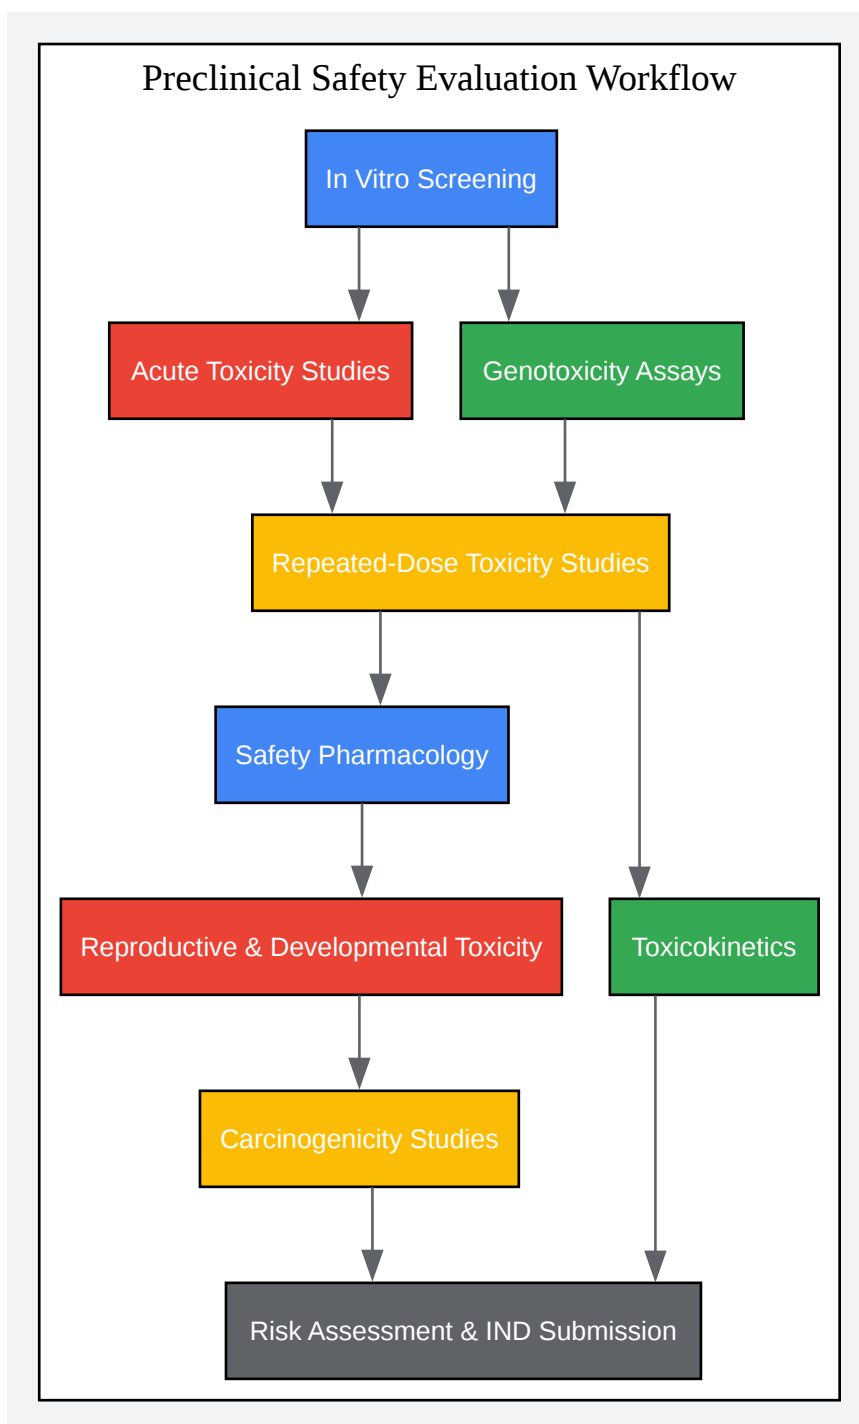 Preclinical Safety Evaluation Workflow
In Vitro Screening
Acute Toxicity Studies
Genotoxicity Assays
Repeated-Dose Toxicity Studies
Safety Pharmacology
Reproductive & Developmental Toxicity
Toxicokinetics
Carcinogenicity Studies
Risk Assessment & IND Submission